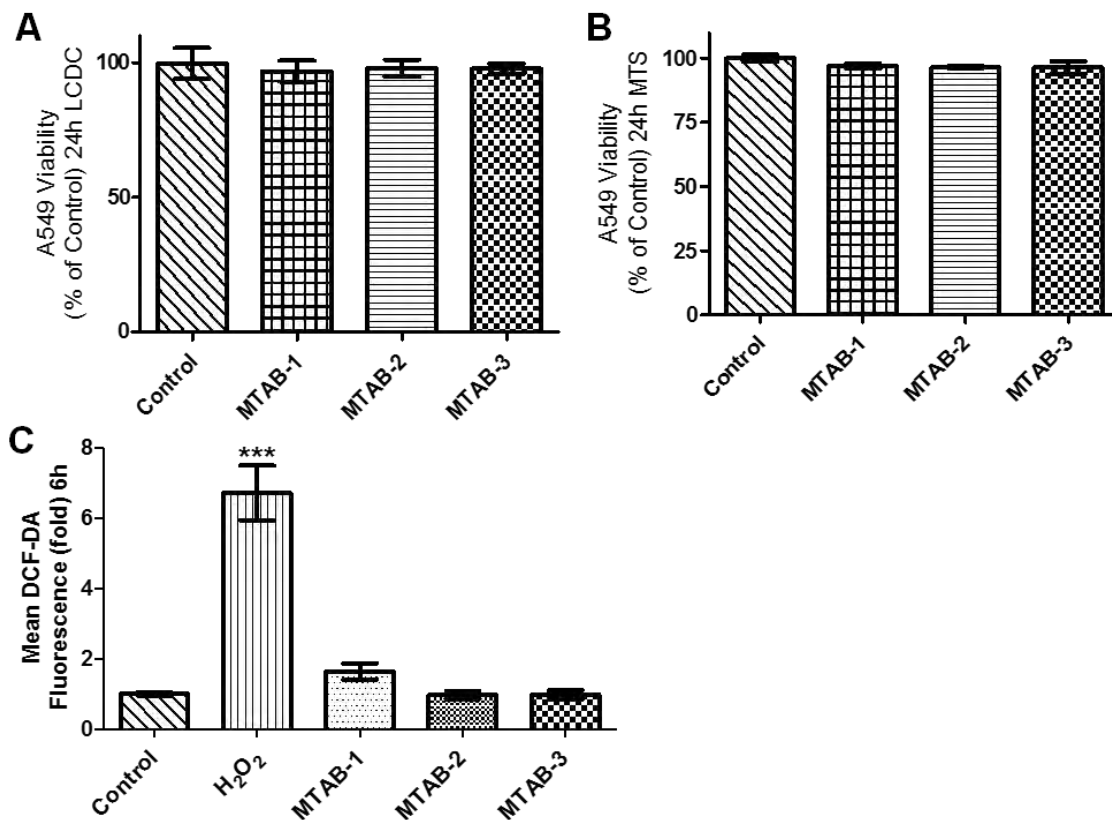 A
A549 Viability
(% of Control) 24h LCDC
100
50
0
Control
MTAB-1
MTAB-2
MTAB-3
B
A549 Viability
(% of Control) 24h MTS
100
75
50
25
0
Control
MTAB-1
MTAB-2
MTAB-3
C
Mean DCF-DA
Fluorescence (fold) 6h
8
6
4
2
0
***
Control
H₂O₂
MTAB-1
MTAB-2
MTAB-3